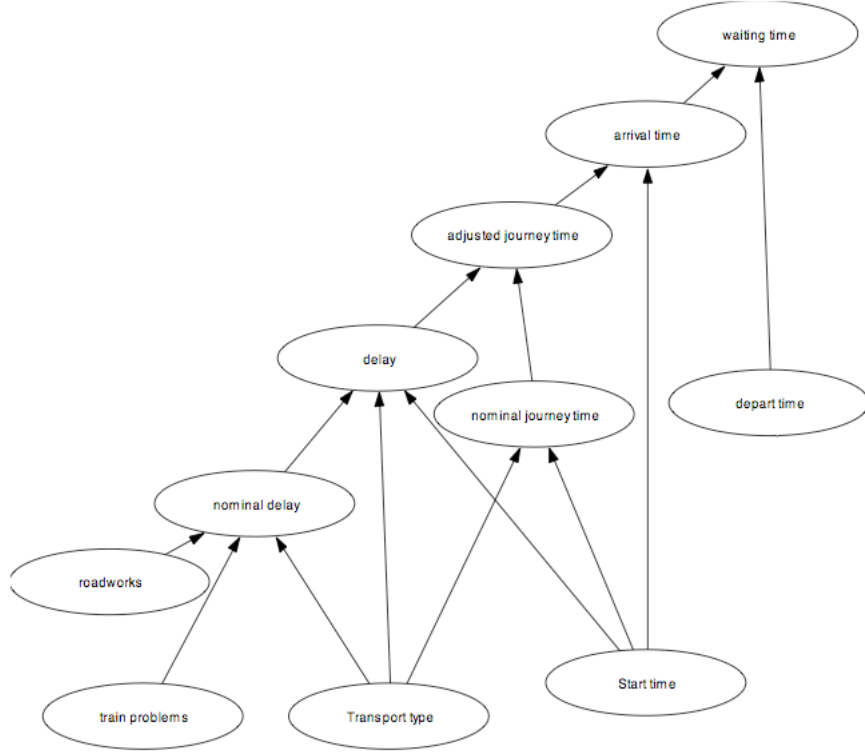 waiting time
arrival time
adjusted journey time
delay
nominal journey time
depart time
nominal delay
roadworks
train problems
Transport type
Start time